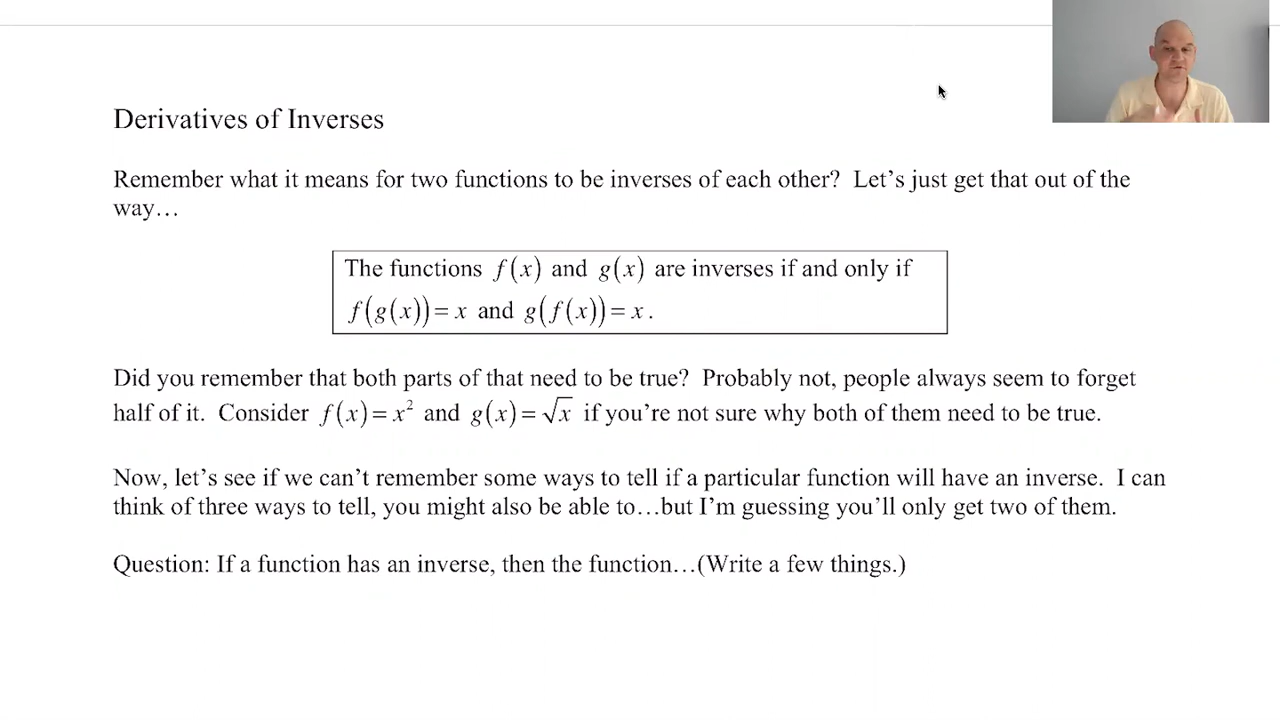 Derivatives of Inverses
Remember what it means for two functions to be inverses of each other?  Let’s just get that out of the
way…
The functions f(x) and g(x) are inverses if and only if
f(g(x)) = x and g(f(x)) = x.
Did you remember that both parts of that need to be true?  Probably not, people always seem to forget
half of it.  Consider f(x) = x² and g(x) = √x if you’re not sure why both of them need to be true.
Now, let’s see if we can’t remember some ways to tell if a particular function will have an inverse.  I can
think of three ways to tell, you might also be able to…but I’m guessing you’ll only get two of them.
Question: If a function has an inverse, then the function…(Write a few things.)